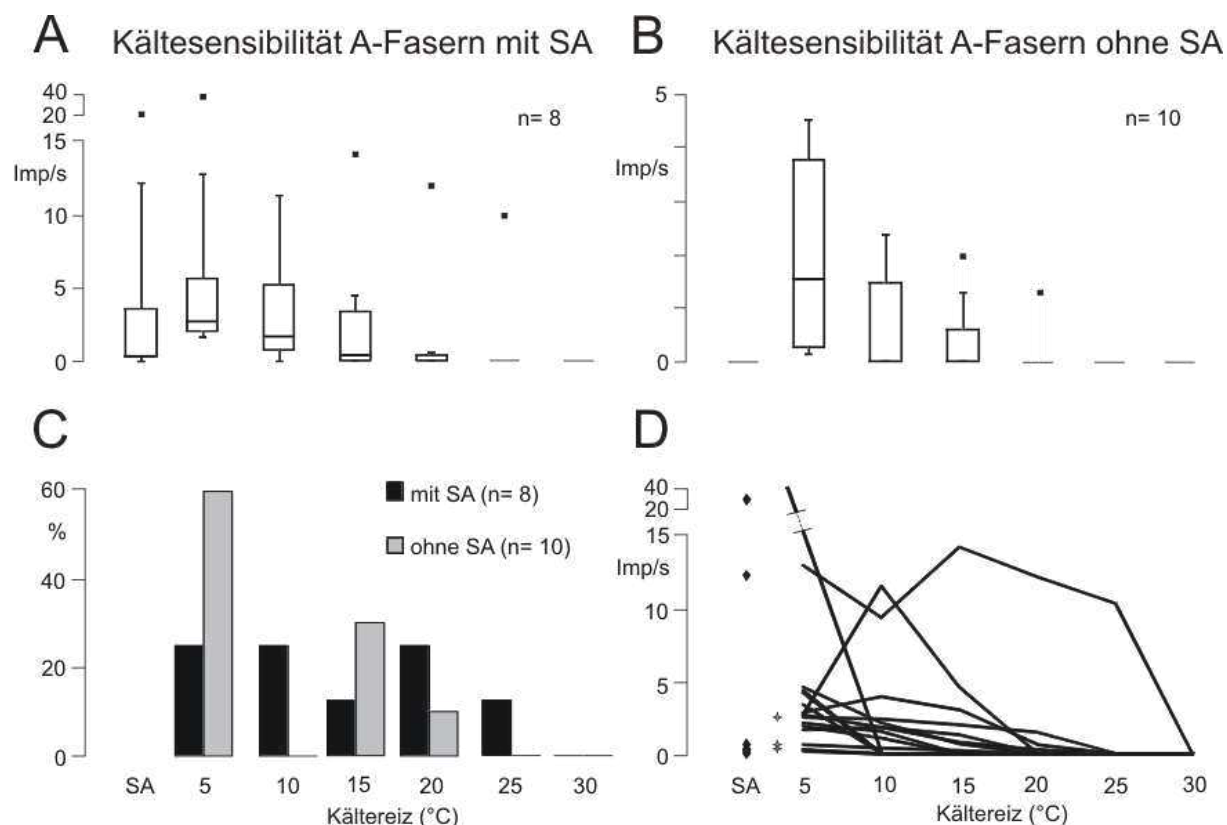 A Kältesensibilität A-Fasern mit SA
40
20
15
Imp/s
10
5
0
n= 8
B Kältesensibilität A-Fasern ohne SA
5
Imp/s
0
n= 10
C
60
%
40
20
0
mit SA (n= 8)
ohne SA (n= 10)
SA 5 10 15 20 25 30
Kältereiz (°C)
D
40
20
15
Imp/s
10
5
0
SA 5 10 15 20 25 30
Kältereiz (°C)